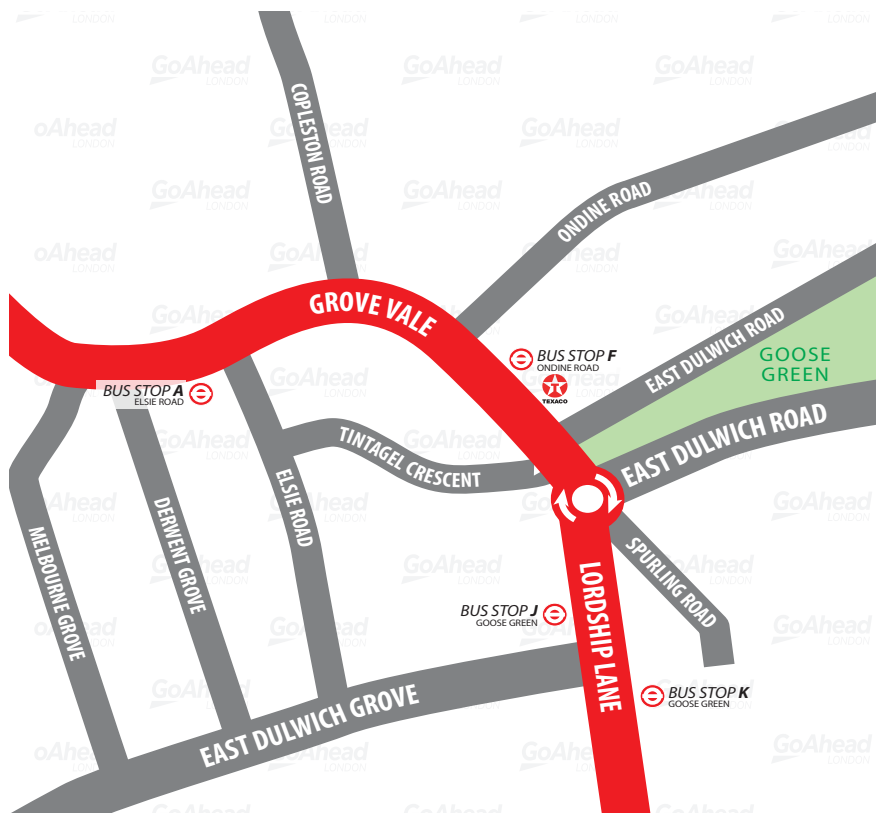 COPLESTON ROAD
ONDINE ROAD
GROVE VALE
BUS STOP F
ONDINE ROAD
TEXACO
EAST DULWICH ROAD
GOOSE
GREEN
BUS STOP A
ELSIE ROAD
TINTAGEL CRESCENT
EAST DULWICH ROAD
ELSIE ROAD
DERWENT GROVE
MELBOURNE GROVE
SPURLING ROAD
LORDSHIP LANE
BUS STOP J
GOOSE GREEN
BUS STOP K
GOOSE GREEN
EAST DULWICH GROVE
GoAhead
LONDON